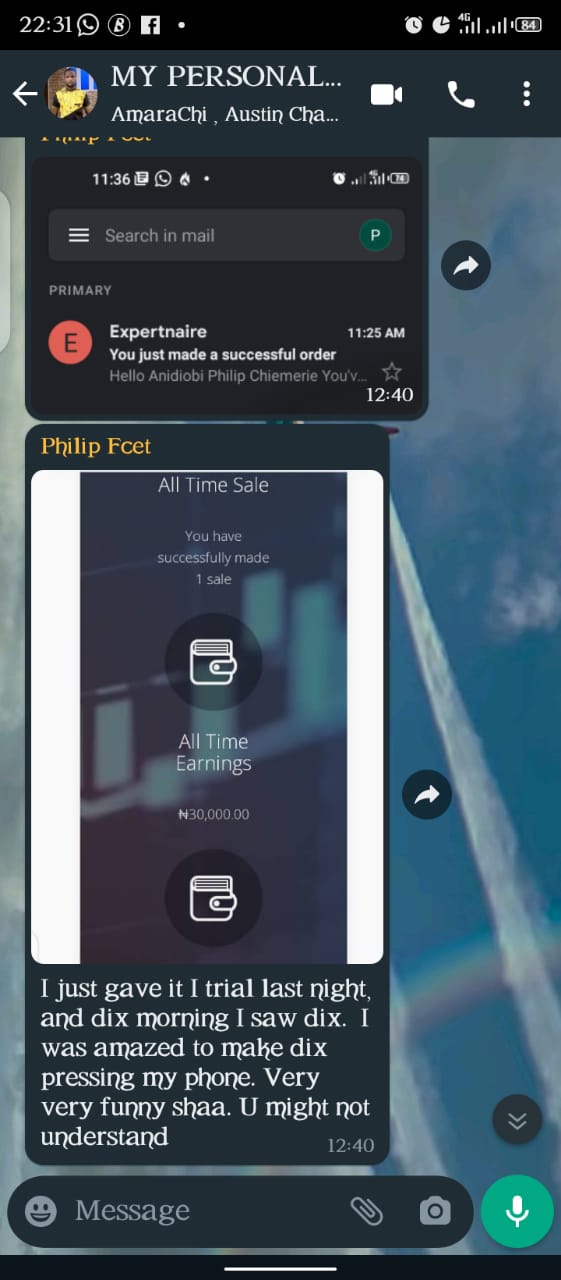 22:31
4G
84
MY PERSONAL...
AmaraChi , Austin Cha...
11:36
4G
74
Search in mail
P
PRIMARY
E
Expertnaire
11:25 AM
You just made a successful order
Hello Anidiobi Philip Chiemerie You'v...
12:40
Philip Fcet
All Time Sale
You have
successfully made
1 sale
All Time
Earnings
₦30,000.00
I just gave it I trial last night,
and dix morning I saw dix. I
was amazed to make dix
pressing my phone. Very
very funny shaa. U might not
understand
12:40
Message